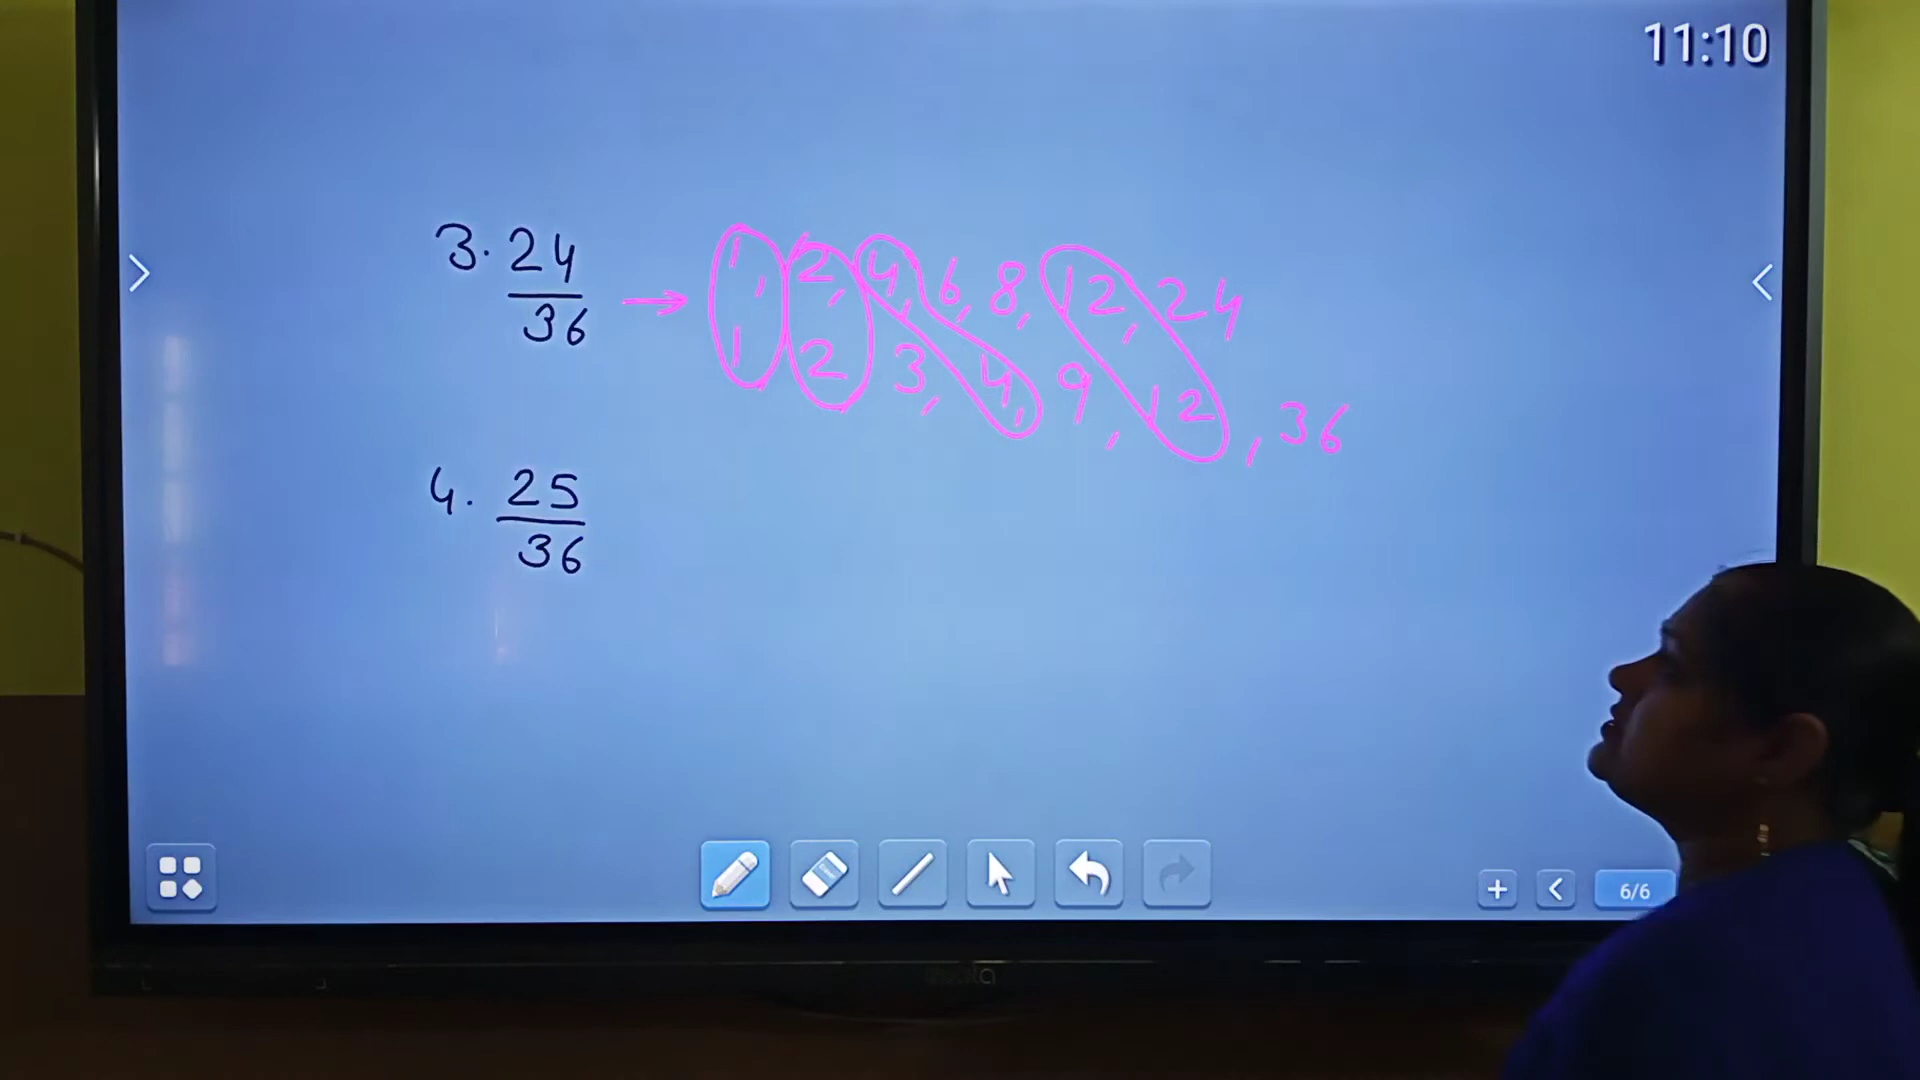 11:10
3. 24/36 → 1, 2, 4, 6, 8, 12, 24
1 2 3, 4, 9, 12, 36
4. 25/36
6/6